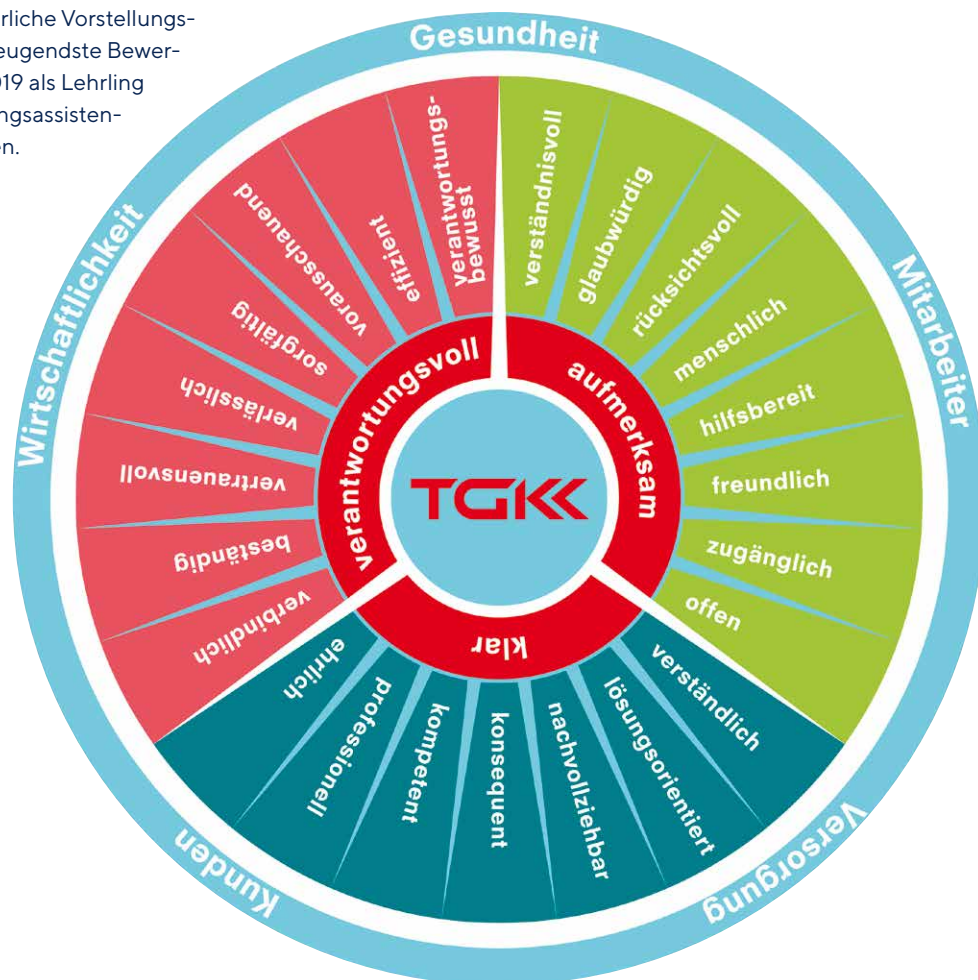 rliche Vorstellungs-
eugendste Bewer-
019 als Lehrling
ngsassisten-
en.
Gesundheit
Mitarbeiter
Versorgung
Kunden
Wirtschaftlichkeit
verantwortungsvoll
aufmerksam
klar
TGKK
verständnisvoll
glaubwürdig
rücksichtsvoll
menschlich
hilfsbereit
freundlich
zugänglich
offen
verständlich
lösungsorientiert
nachvollziehbar
konsequent
kompetent
professionell
ehrlich
verbindlich
beständig
vertrauensvoll
verlässlich
sorgfältig
vorausschauend
effizient
verantwortungs-
bewusst